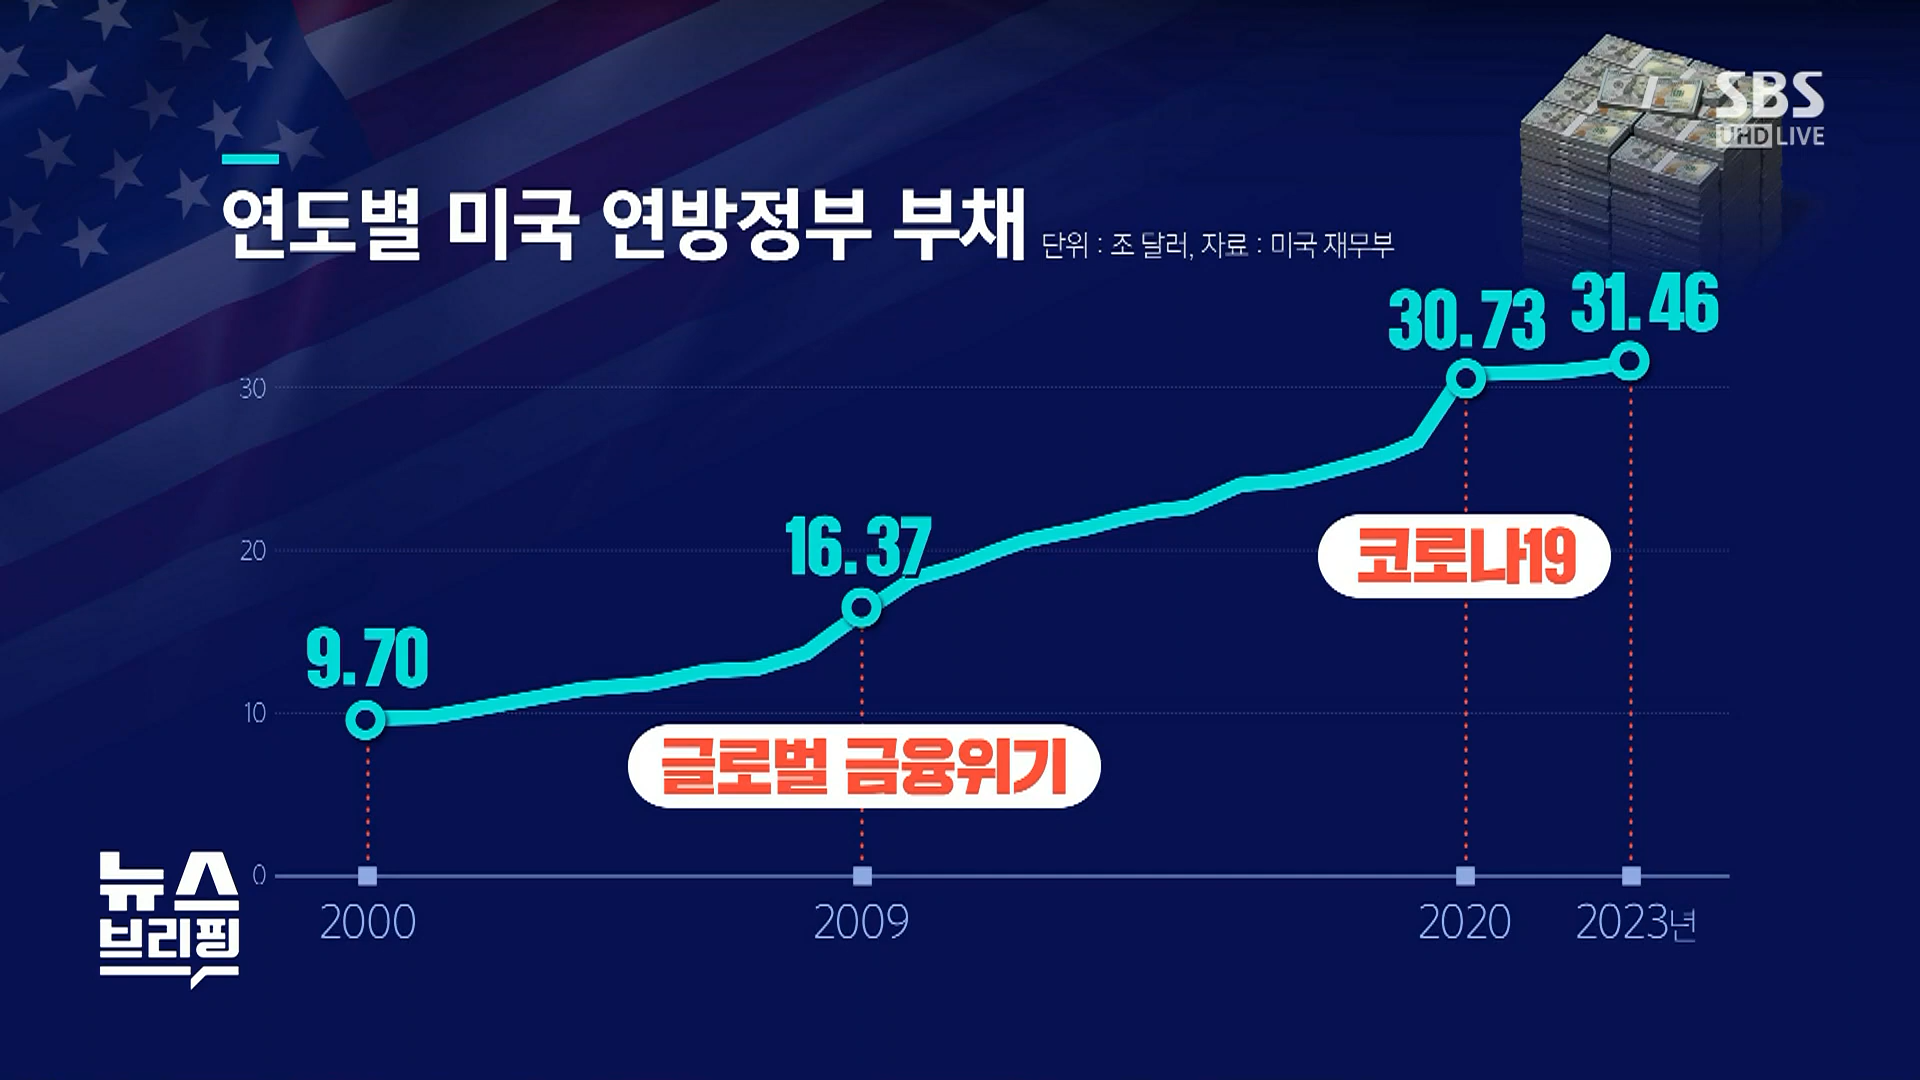 SBS
UHD LIVE
연도별 미국 연방정부 부채 단위 : 조 달러, 자료 : 미국 재무부
30.73 31.46
30
16.37
20
코로나19
9.70
10
글로벌 금융위기
0
2000 2009 2020 2023년
뉴스
브리핑